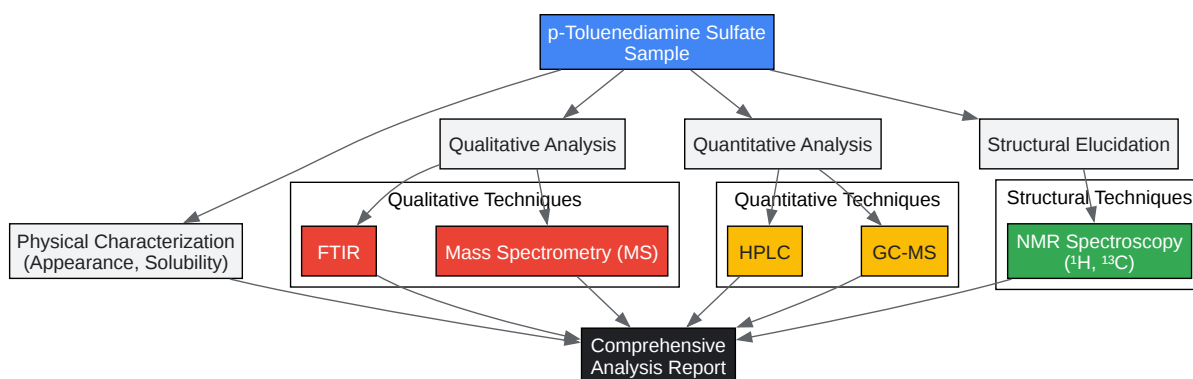 p-Toluenediamine Sulfate
Sample
Qualitative Analysis
Quantitative Analysis
Structural Elucidation
Qualitative Techniques
Quantitative Techniques
Structural Techniques
Physical Characterization
(Appearance, Solubility)
FTIR
Mass Spectrometry (MS)
HPLC
GC-MS
NMR Spectroscopy
(¹H, ¹³C)
Comprehensive
Analysis Report